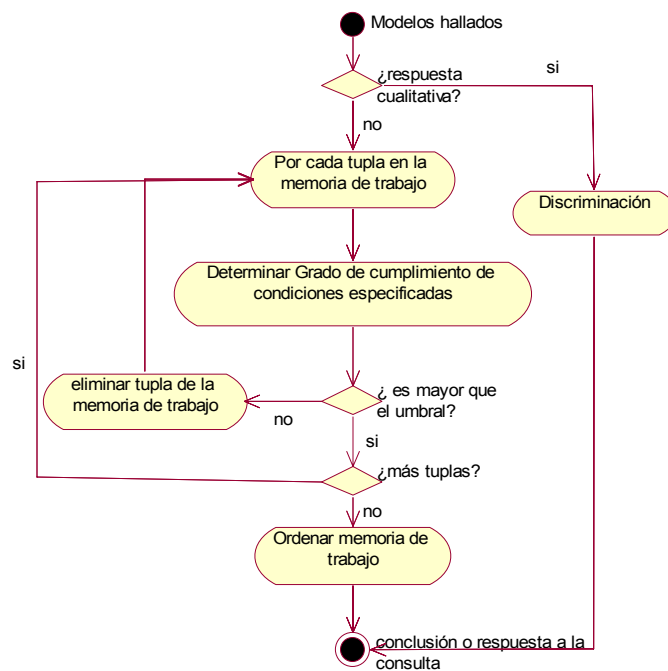 Modelos hallados
¿respuesta
cualitativa?
si
no
Por cada tupla en la
memoria de trabajo
Discriminación
Determinar Grado de cumplimiento de
condiciones especificadas
si
eliminar tupla de la
memoria de trabajo
¿ es mayor que
el umbral?
no
si
¿más tuplas?
no
Ordenar memoria de
trabajo
conclusión o respuesta a la
consulta